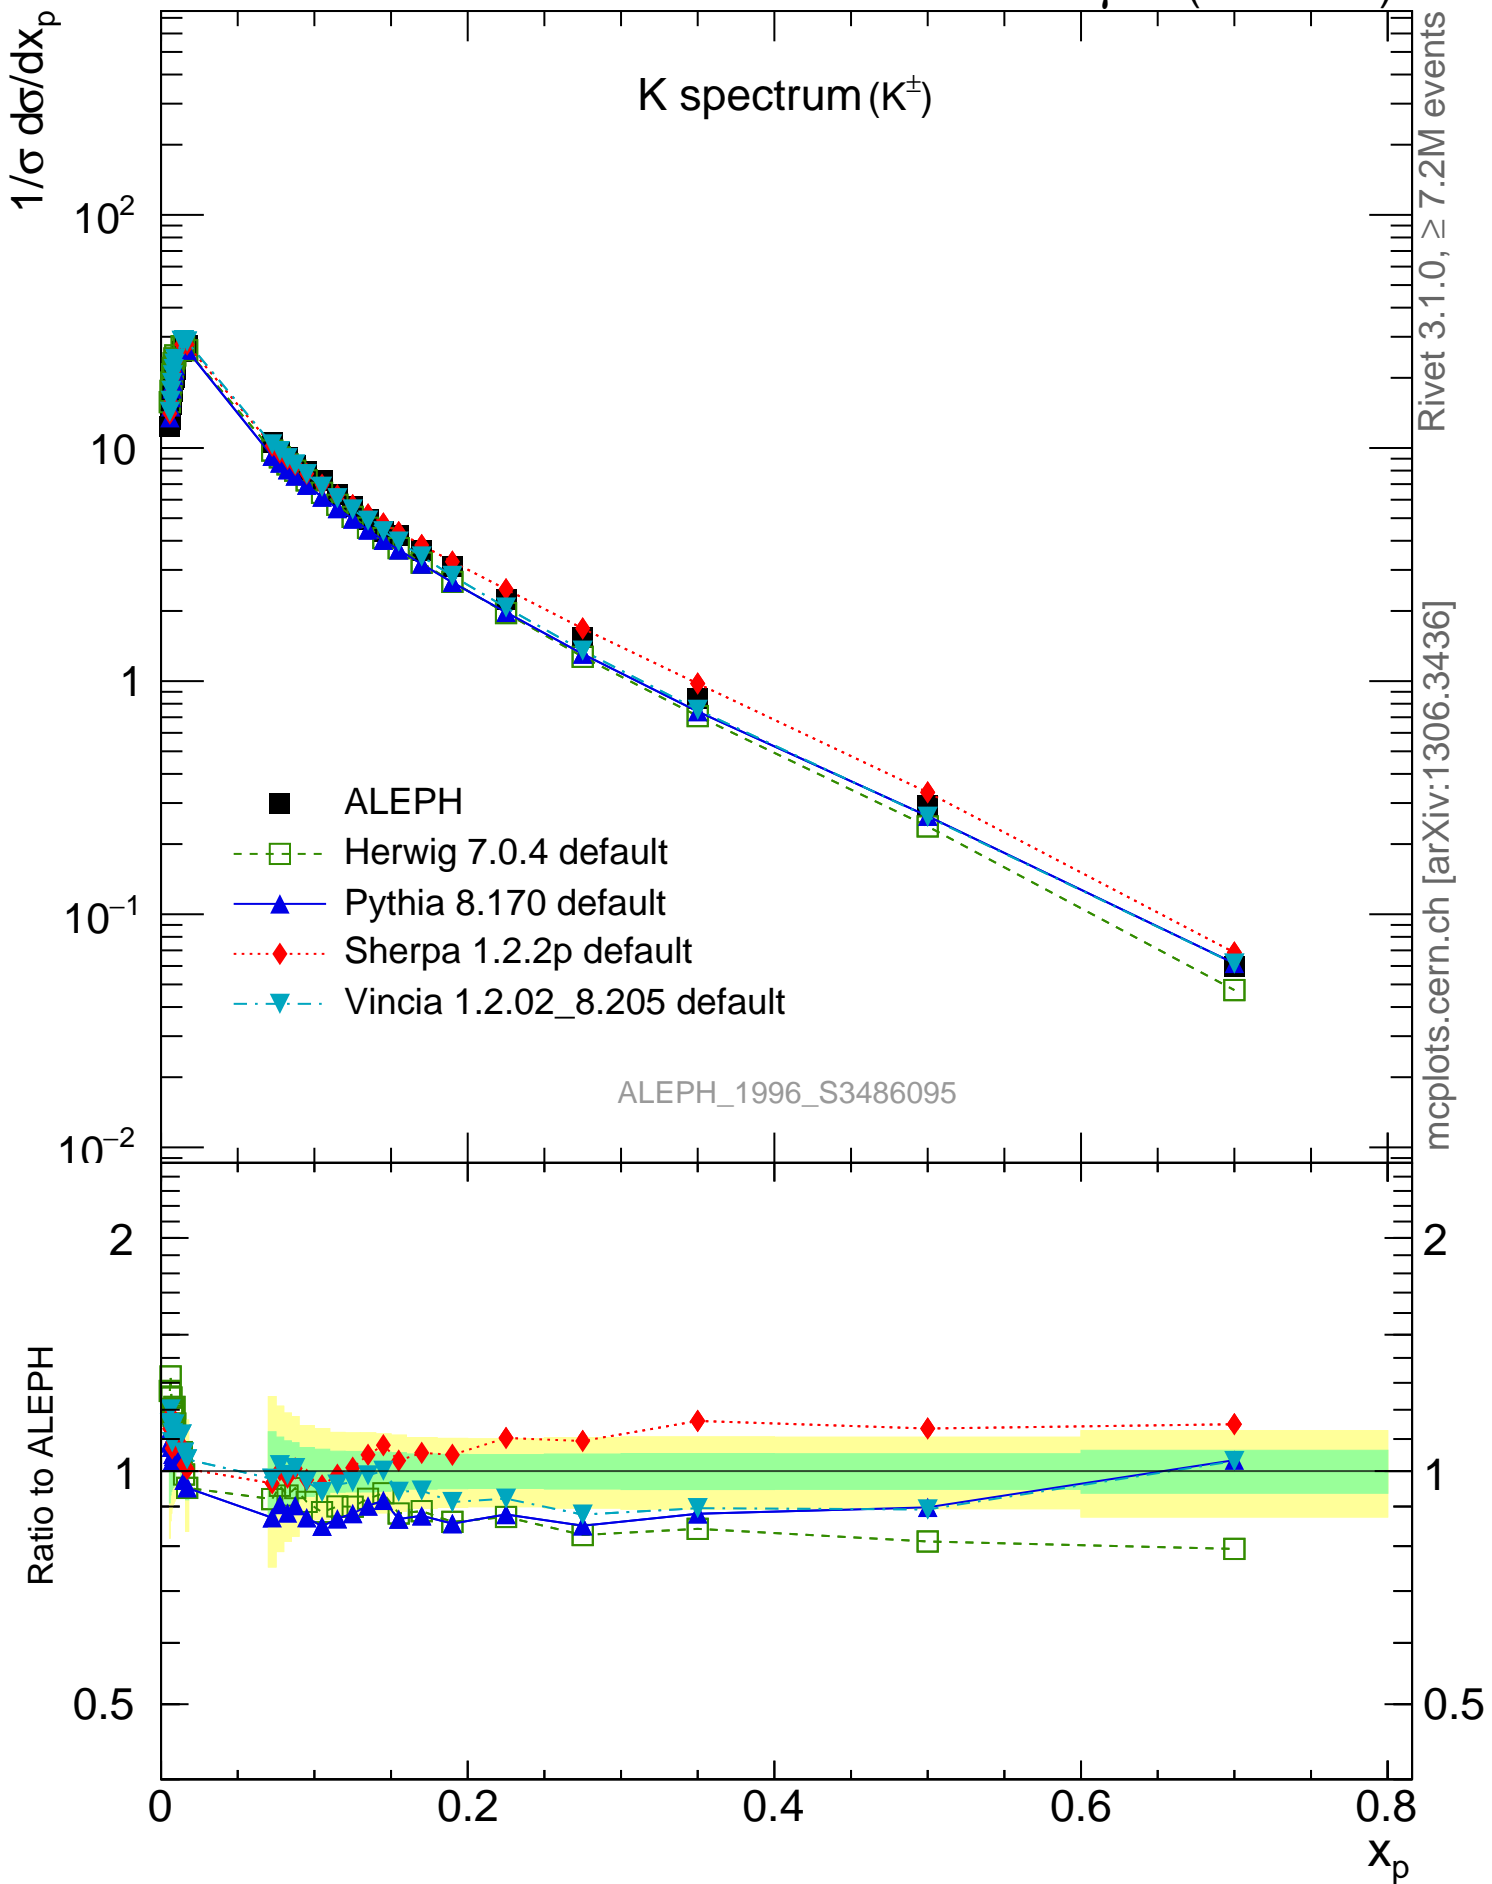 1/σ dσ/dx_p
K spectrum (K±)
10²
10
1
10⁻¹
10⁻²
ALEPH
Herwig 7.0.4 default
Pythia 8.170 default
Sherpa 1.2.2p default
Vincia 1.2.02_8.205 default
ALEPH_1996_S3486095
Rivet 3.1.0, ≥ 7.2M events
mcplots.cern.ch [arXiv:1306.3436]
Ratio to ALEPH
2
1
0.5
2
1
0.5
0
0.2
0.4
0.6
0.8
x_p